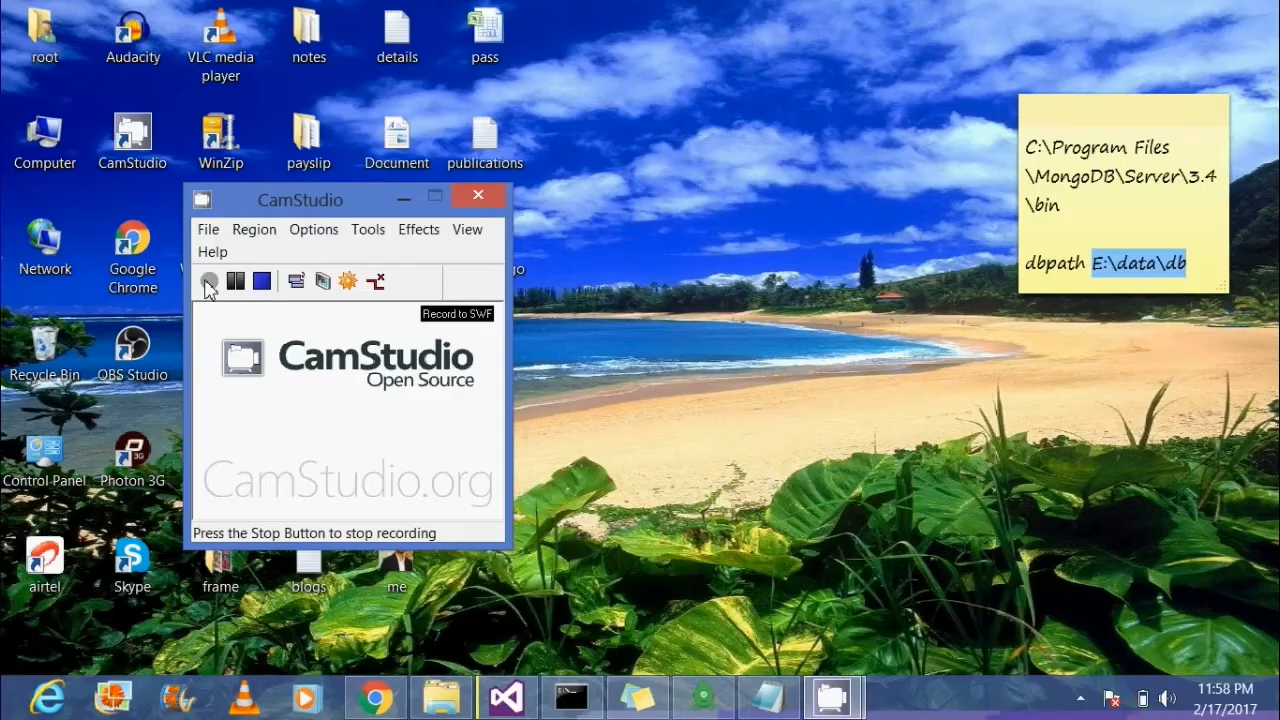 root
Audacity
VLC media
player
notes
details
pass
Computer
CamStudio
WinZip
payslip
Document
publications
Network
Google
Chrome
go
Recycle Bin
OBS Studio
Control Panel
Photon 3G
airtel
Skype
frame
blogs
me
CamStudio
File Region Options Tools Effects View
Help
Record to SWF
CamStudio
Open Source
CamStudio.org
Press the Stop Button to stop recording
C:\Program Files
\MongoDB\Server\3.4
\bin
dbpath E:\data\db
11:58 PM
2/17/2017